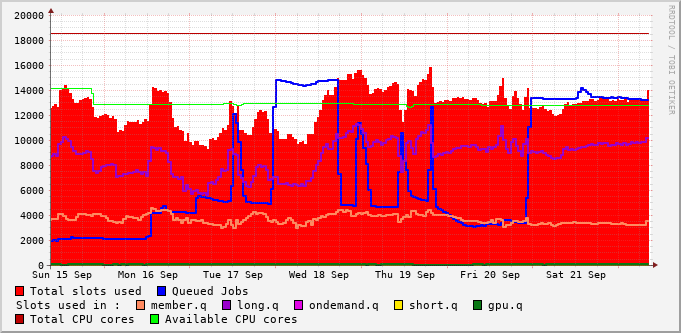 20000
18000
16000
14000
12000
10000
8000
6000
4000
2000
0
Sun 15 Sep Mon 16 Sep Tue 17 Sep Wed 18 Sep Thu 19 Sep Fri 20 Sep Sat 21 Sep
RRDTOOL / TOBI OETIKER
Total slots used Queued Jobs
Slots used in : member.q long.q ondemand.q short.q gpu.q
Total CPU cores Available CPU cores